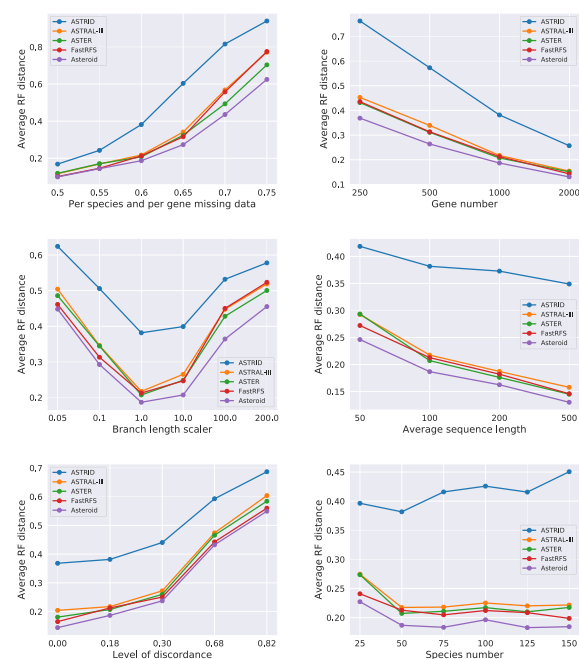 ASTRID
ASTRAL-III
ASTER
FastRFS
Asteroid
0,8
0,6
0,4
0,2
Average RF distance
0.5 0.55 0.6 0.65 0.7 0.75
Per species and per gene missing data
ASTRID
ASTRAL-III
ASTER
FastRFS
Asteroid
0,8
0,7
0,6
0,5
0,4
0,3
0,2
0,1
Average RF distance
250 500 1000 2000
Gene number
ASTRID
ASTRAL-III
ASTER
FastRFS
Asteroid
0,6
0,5
0,4
0,3
0,2
Average RF distance
0.05 0.1 1.0 10.0 100.0 200.0
Branch length scaler
ASTRID
ASTRAL-III
ASTER
FastRFS
Asteroid
0,40
0,35
0,30
0,25
0,20
0,15
Average RF distance
50 100 200 500
Average sequence length
ASTRID
ASTRAL-III
ASTER
FastRFS
Asteroid
0,7
0,6
0,5
0,4
0,3
0,2
Average RF distance
0.00 0.18 0.30 0.68 0.82
Level of discordance
ASTRID
ASTRAL-III
ASTER
FastRFS
Asteroid
0,45
0,40
0,35
0,30
0,25
0,20
Average RF distance
25 50 75 100 125 150
Species number